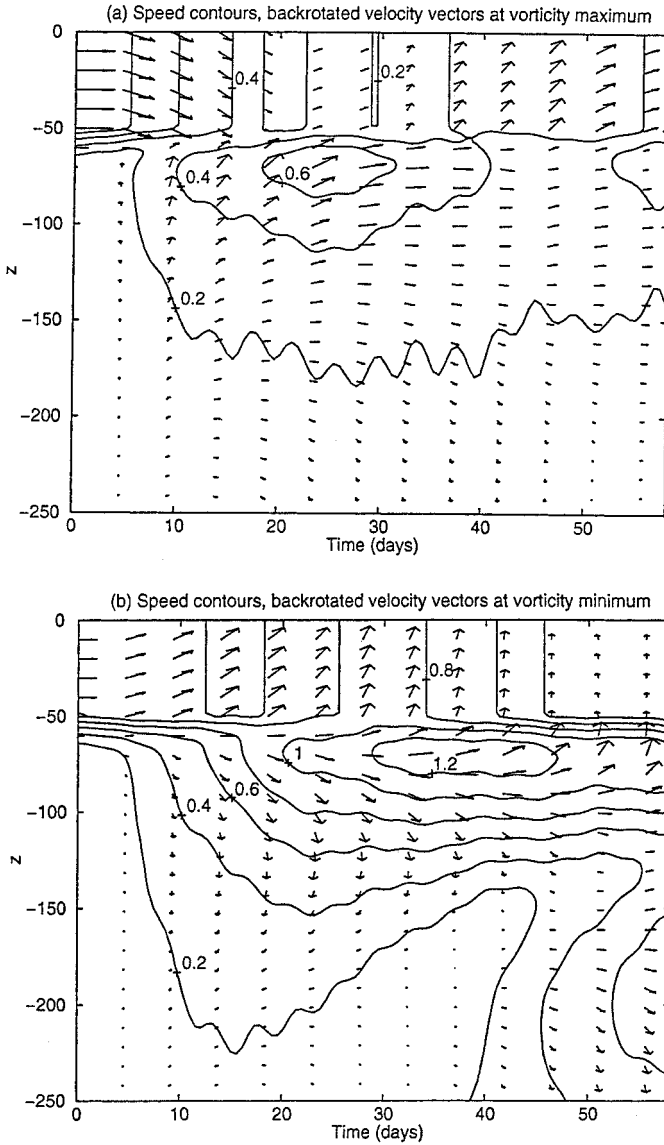 (a) Speed contours, backrotated velocity vectors at vorticity maximum
0
0.4
0.2
−50
0.4
0.6
−100
z
0.2
−150
−200
−250
0 10 20 30 40 50
Time (days)
(b) Speed contours, backrotated velocity vectors at vorticity minimum
0
0.8
−50
1
1.2
0.6
0.4
−100
z
−150
0.2
−200
−250
0 10 20 30 40 50
Time (days)